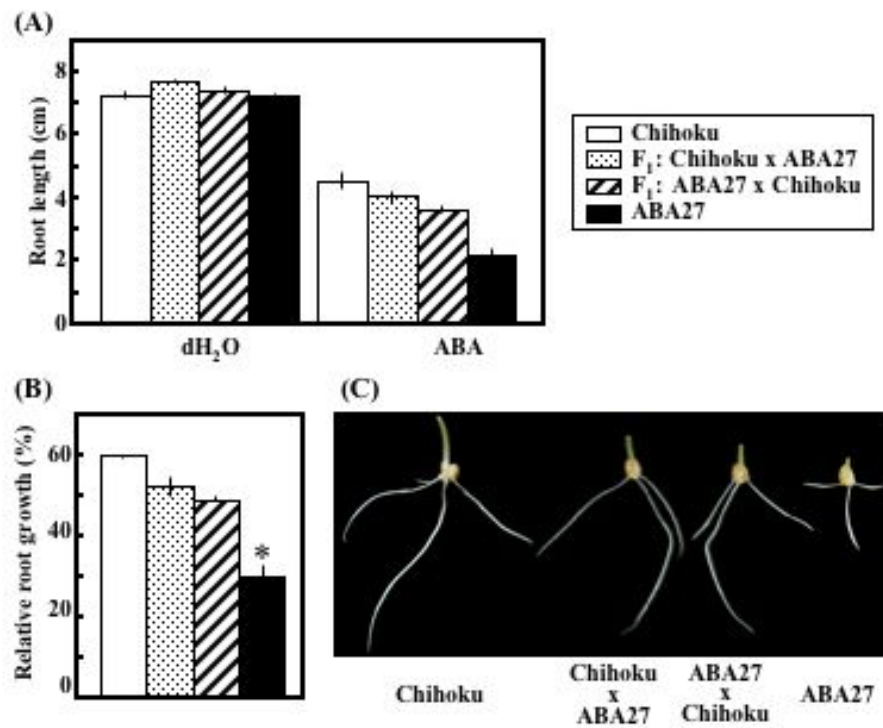 (A)
Root length (cm)
8
6
4
2
0
dH₂O
ABA
Chihoku
F₁: Chihoku x ABA27
F₁: ABA27 x Chihoku
ABA27
(B)
Relative root growth (%)
60
40
20
0
*
(C)
Chihoku
Chihoku
x
ABA27
ABA27
x
Chihoku
ABA27